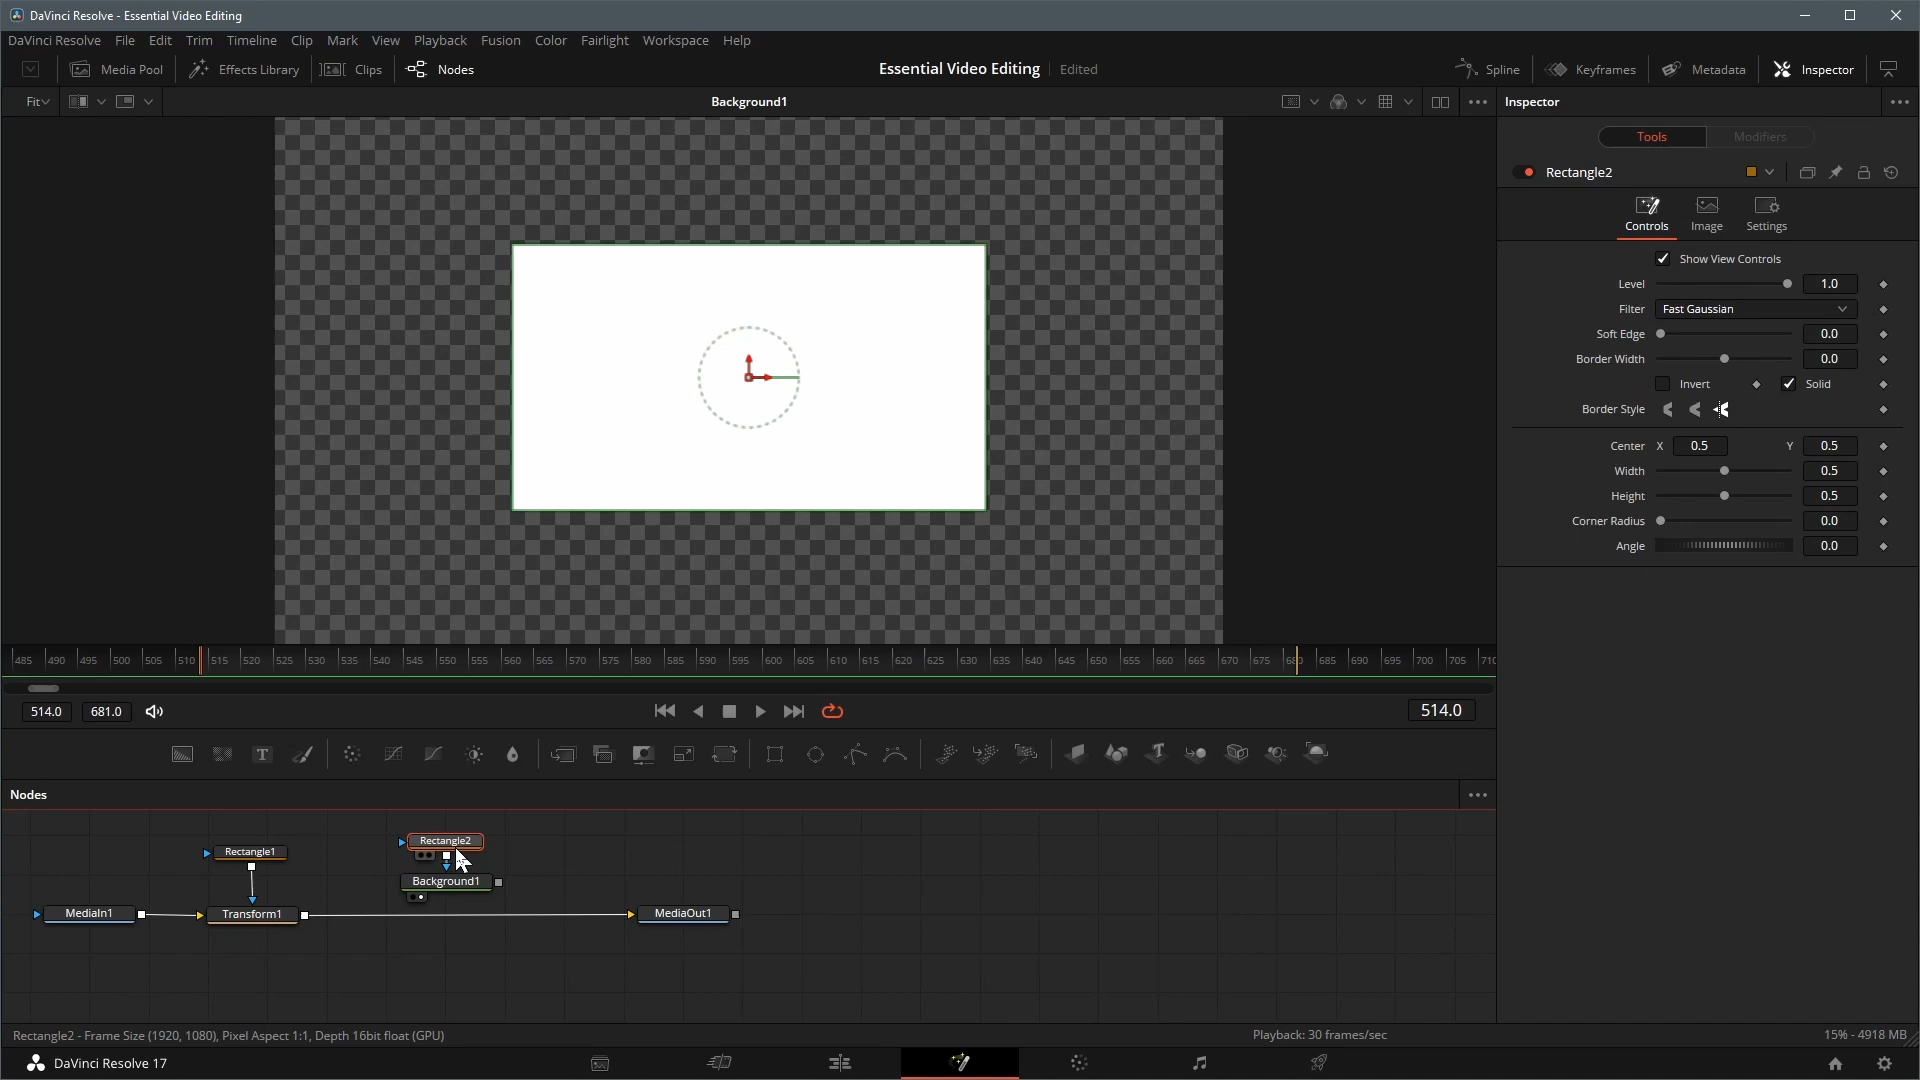 DaVinci Resolve - Essential Video Editing
DaVinci Resolve File Edit Trim Timeline Clip Mark View Playback Fusion Color Fairlight Workspace Help
Media Pool Effects Library Clips Nodes Essential Video Editing Edited Spline Keyframes Metadata Inspector
Fit Background1 Inspector
Tools Modifiers
Rectangle2
Controls Image Settings
Show View Controls
Level 1.0
Filter Fast Gaussian
Soft Edge 0.0
Border Width 0.0
Invert Solid
Border Style
Center X 0.5 Y 0.5
Width 0.5
Height 0.5
Corner Radius 0.0
Angle 0.0
485 490 495 500 505 510 515 520 525 530 535 540 545 550 555 560 565 570 575 580 585 590 595 600 605 610 615 620 625 630 635 640 645 650 655 660 665 670 675 680 685 690 695 700 705 710
514.0 681.0 514.0
Nodes
Rectangle2
Rectangle1
Background1
MediaIn1 Transform1 MediaOut1
Rectangle2 - Frame Size (1920, 1080), Pixel Aspect 1:1, Depth 16bit float (GPU) Playback: 30 frames/sec 15% - 4918 MB
DaVinci Resolve 17